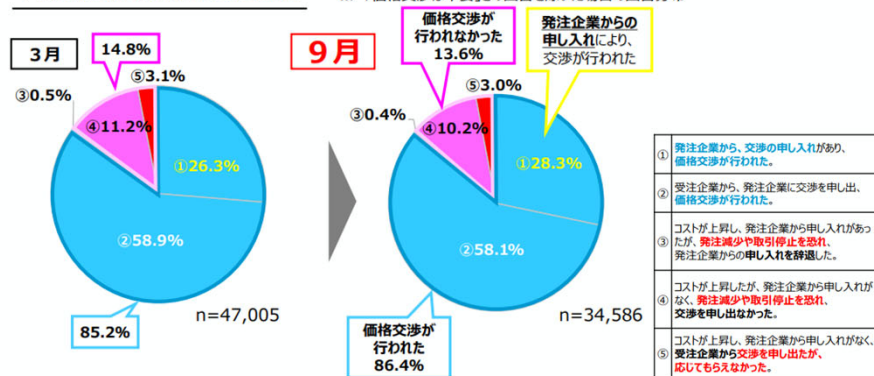 3月
14.8%
⑤3.1%
③0.5%
④11.2%
①26.3%
②58.9%
n=47,005
85.2%
9月
価格交渉が
行われなかった
13.6%
発注企業からの
申し入れにより、
交渉が行われた
⑤3.0%
③0.4%
④10.2%
①28.3%
②58.1%
n=34,586
価格交渉が
行われた
86.4%
① 発注企業から、交渉の申し入れがあり、
価格交渉が行われた。
② 受注企業から、発注企業に交渉を申し出、
価格交渉が行われた。
③ コストが上昇し、発注企業から申し入れがあっ
たが、発注減少や取引停止を恐れ、
発注企業からの申し入れを辞退した。
④ コストが上昇したが、発注企業から申し入れが
なく、発注減少や取引停止を恐れ、
交渉を申し出なかった。
⑤ コストが上昇し、発注企業から申し入れがなく、
受注企業から交渉を申し出たが、
応じてもらえなかった。